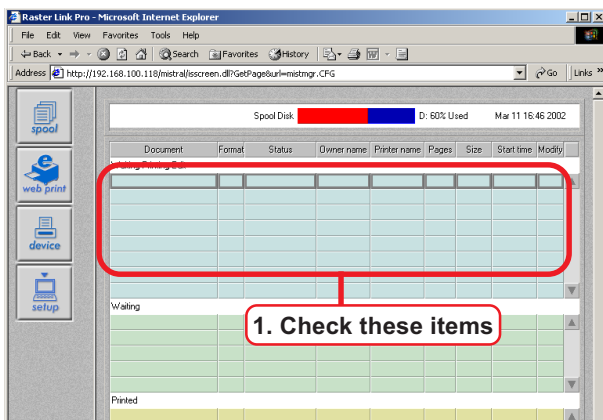 Raster Link Pro - Microsoft Internet Explorer
File Edit View Favorites Tools Help
Back Search Favorites History
Address http://192.168.100.118/mistral/isscreen.dll?GetPage&url=mistmgr.CFG Go Links »
Spool Disk D: 60% Used Mar 11 16:46 2002
spool
Document Format Status Owner name Printer name Pages Size Start time Modify
Waiting Printing Edit
web print
device
setup
Waiting
1. Check these items
Printed